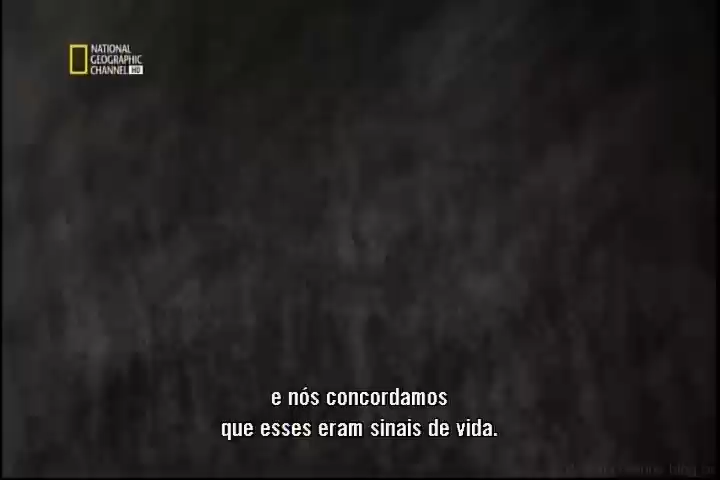 NATIONAL
GEOGRAPHIC
CHANNEL HD
e nós concordamos
que esses eram sinais de vida.